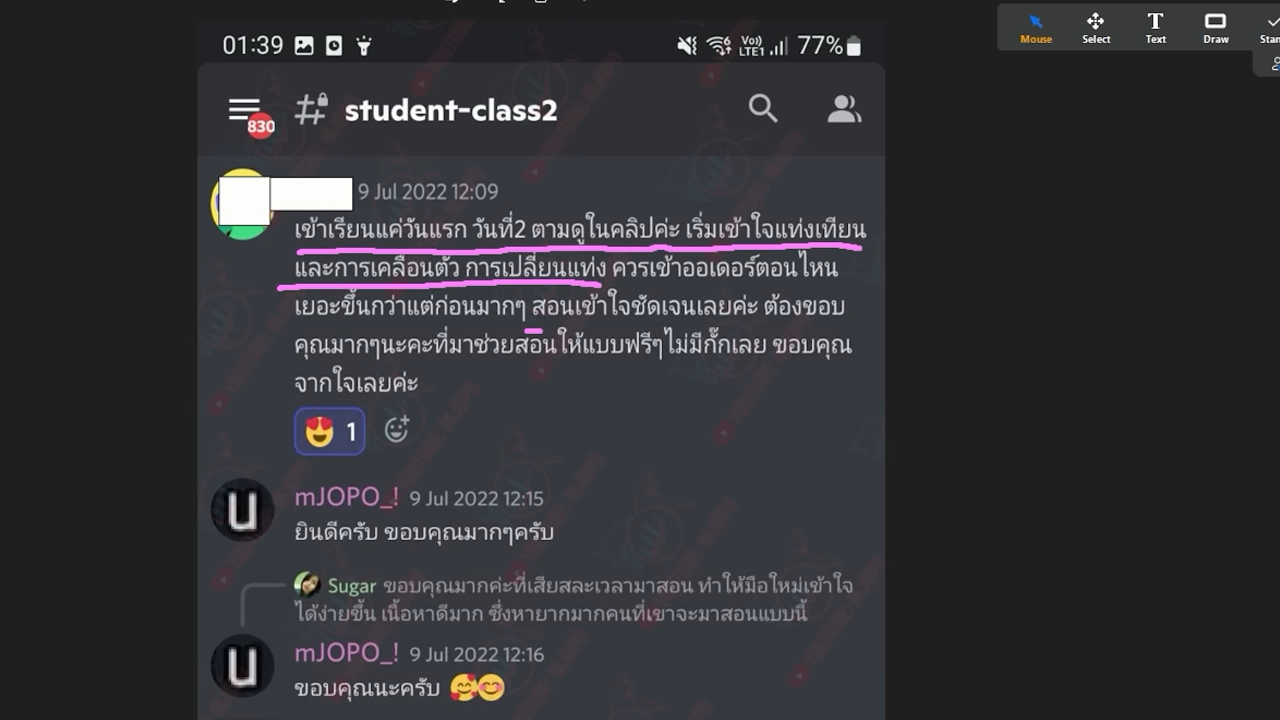 01:39
Vo))
LTE1
77%
Mouse
Select
Text
Draw
830
student-class2
9 Jul 2022 12:09
เข้าเรียนแค่วันแรก วันที่2 ตามดูในคลิปค่ะ เริ่มเข้าใจแท่งเทียน
และการเคลื่อนตัว การเปลี่ยนแท่ง ควรเข้าออเดอร์ตอนไหน
เยอะขึ้นกว่าแต่ก่อนมากๆ สอนเข้าใจชัดเจนเลยค่ะ ต้องขอบ
คุณมากๆนะคะที่มาช่วยสอนให้แบบฟรีๆไม่มีกั๊กเลย ขอบคุณ
จากใจเลยค่ะ
1
mJOPO_! 9 Jul 2022 12:15
ยินดีครับ ขอบคุณมากๆครับ
Sugar ขอบคุณมากค่ะที่เสียสละเวลามาสอน ทำให้มือใหม่เข้าใจ
ได้ง่ายขึ้น เนื้อหาดีมาก ซึ่งหายากมากคนที่เขาจะมาสอนแบบนี้
mJOPO_! 9 Jul 2022 12:16
ขอบคุณนะครับ